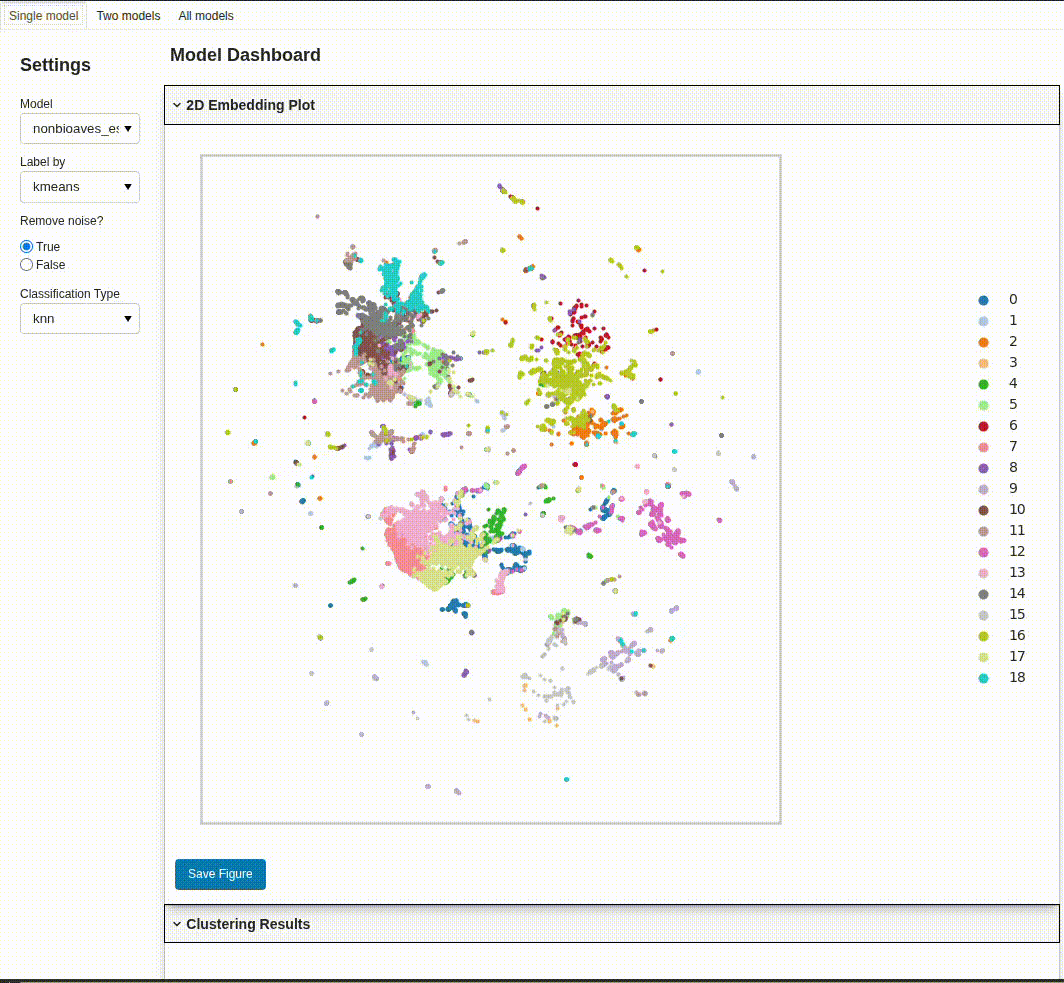 Single model Two models All models
Settings
Model
nonbioaves_es
Label by
kmeans
Remove noise?
True
False
Classification Type
knn
Model Dashboard
2D Embedding Plot
0
1
2
3
4
5
6
7
8
9
10
11
12
13
14
15
16
17
18
Save Figure
Clustering Results